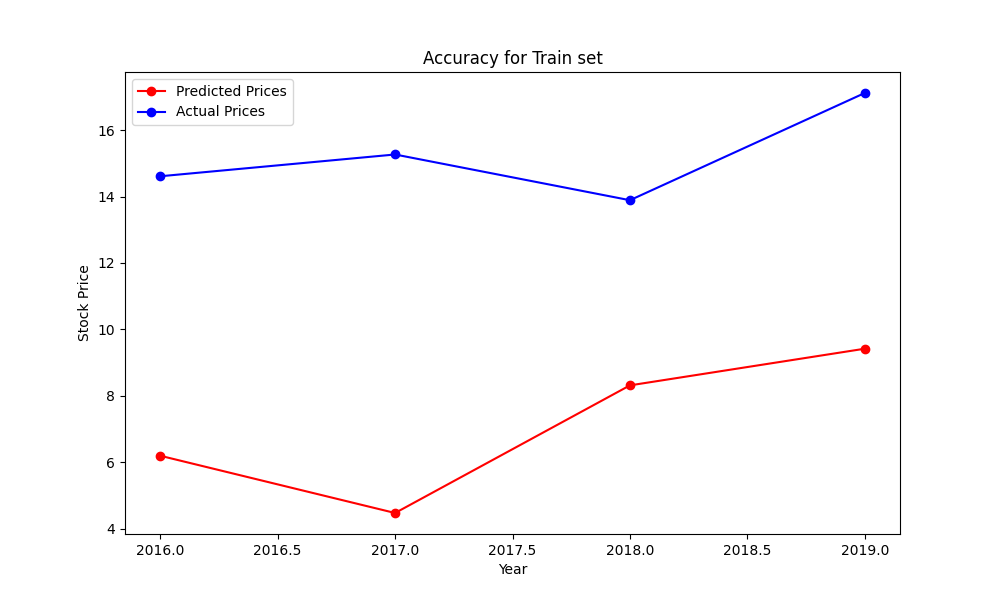 Accuracy for Train set
Predicted Prices
Actual Prices
16
14
12
10
8
6
4
Stock Price
2016.0 2016.5 2017.0 2017.5 2018.0 2018.5 2019.0
Year